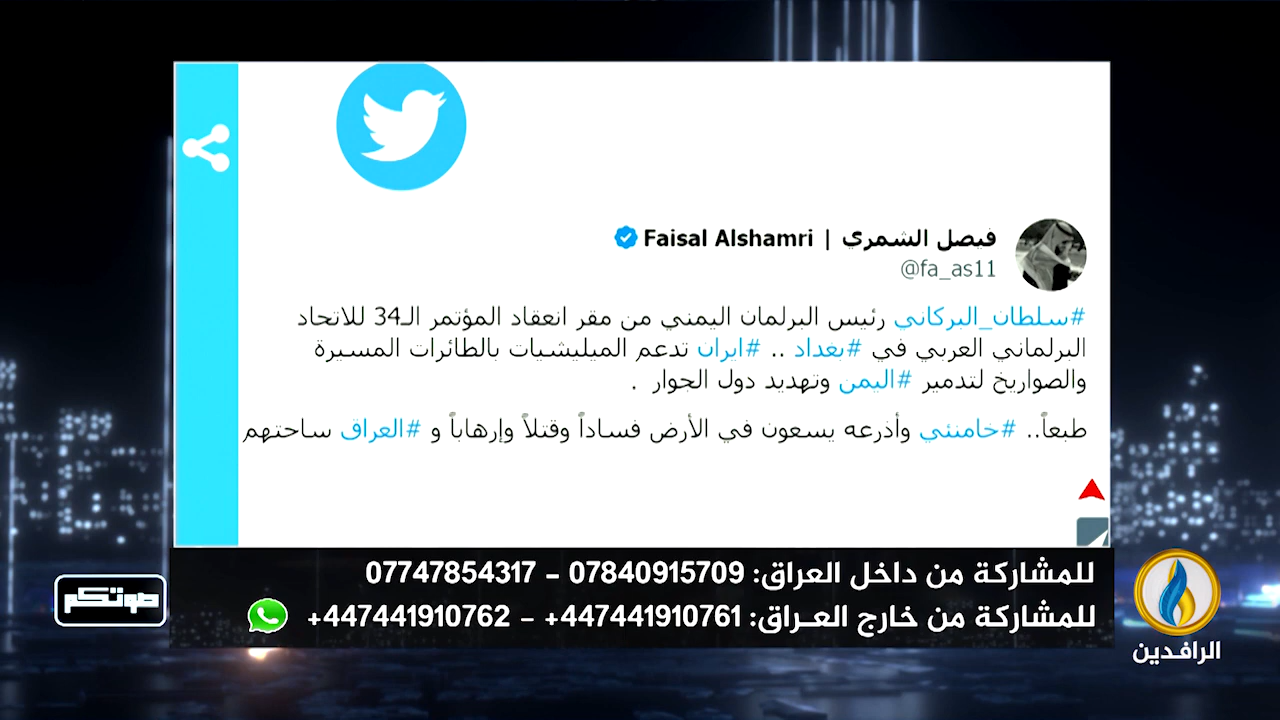 فيصل الشمري | Faisal Alshamri
@fa_as11
#سلطان_البركاني رئيس البرلمان اليمني من مقر انعقاد المؤتمر الـ34 للاتحاد
البرلماني العربي في #بغداد .. #ايران تدعم الميليشيات بالطائرات المسيرة
والصواريخ لتدمير #اليمن وتهديد دول الجوار .
طبعاً.. #خامنئي وأذرعه يسعون في الأرض فساداً وقتلاً وإرهاباً و #العراق ساحتهم
للمشاركة من داخل العراق: 07840915709 - 07747854317
للمشاركة من خارج العـراق: 447441910761+ - 447441910762+
صوتكم
الرافدين